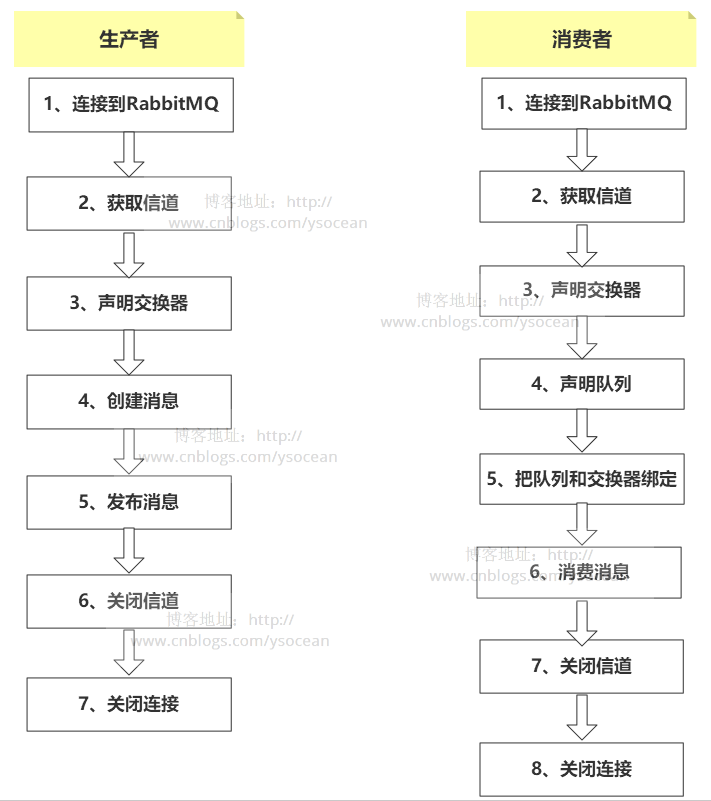 生产者
1、连接到RabbitMQ
2、获取信道
博客地址：http://
www.cnblogs.com/ysocean
3、声明交换器
4、创建消息
博客地址：http://
www.cnblogs.com/ysocean
5、发布消息
6、关闭信道
博客地址：http://
www.cnblogs.com/ysocean
7、关闭连接
消费者
1、连接到RabbitMQ
2、获取信道
3、声明交换器
博客地址：http://
www.cnblogs.com/ysocean
4、声明队列
5、把队列和交换器绑定
博客地址：http://
6、消费消息
www.cnblogs.com/ysocean
7、关闭信道
8、关闭连接